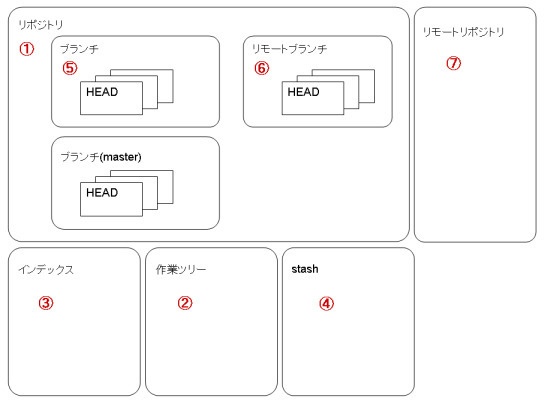 リポジトリ
①
ブランチ
⑤
HEAD
リモートブランチ
⑥
HEAD
ブランチ(master)
HEAD
リモートリポジトリ
⑦
インデックス
③
作業ツリー
②
stash
④